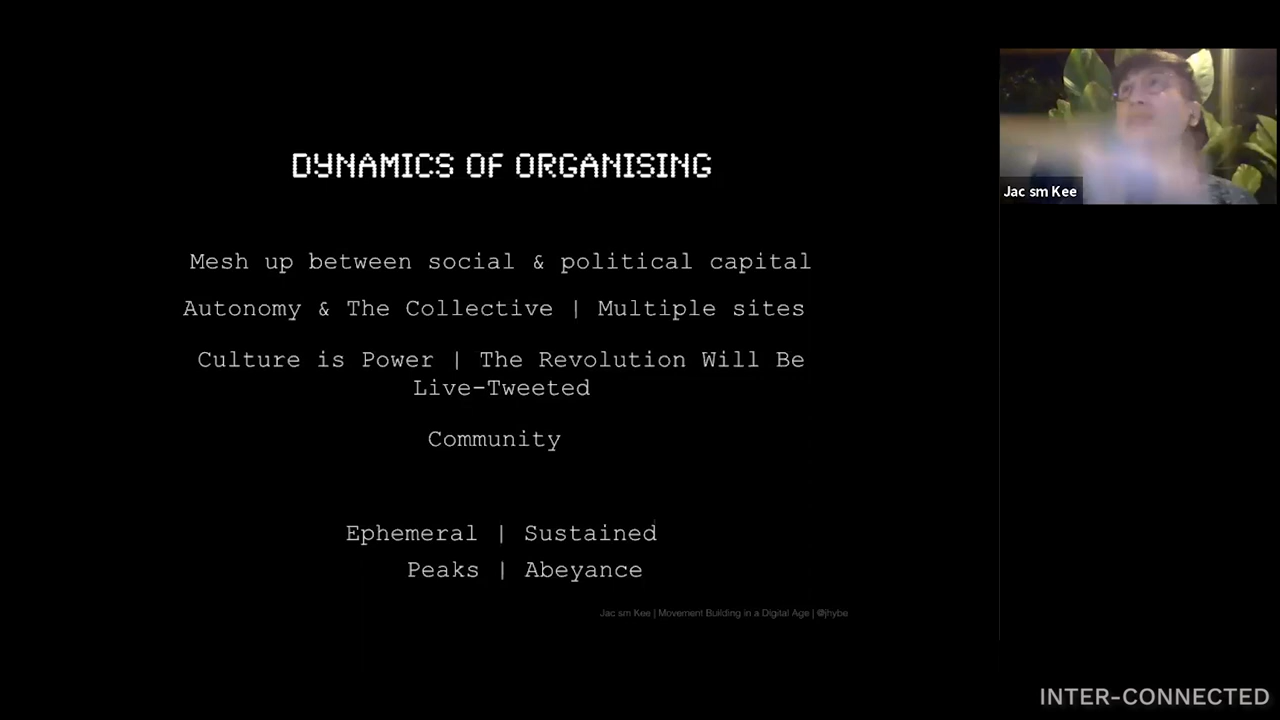 DYNAMICS OF ORGANISING
Mesh up between social & political capital
Autonomy & The Collective | Multiple sites
Culture is Power | The Revolution Will Be
Live-Tweeted
Community
Ephemeral | Sustained
Peaks | Abeyance
Jac sm Kee | Movement Building in a Digital Age | @jhybe
Jac sm Kee
INTER-CONNECTED